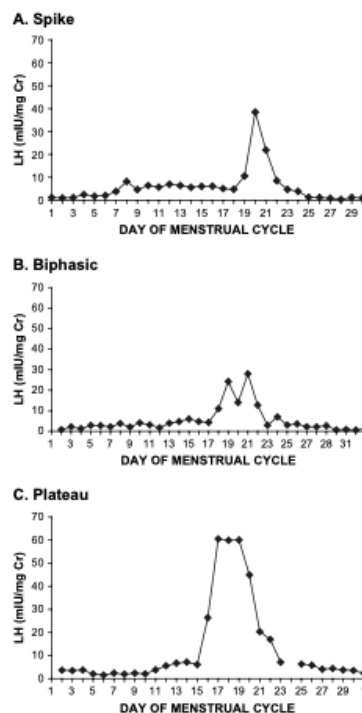 A. Spike
LH (mIU/mg Cr)
70
60
50
40
30
20
10
0
1 3 5 7 9 11 13 15 17 19 21 23 25 27 29
DAY OF MENSTRUAL CYCLE
B. Biphasic
LH (mIU/mg Cr)
70
60
50
40
30
20
10
0
1 3 5 7 9 11 13 15 17 19 21 23 25 27 29 31
DAY OF MENSTRUAL CYCLE
C. Plateau
LH (mIU/mg Cr)
70
60
50
40
30
20
10
0
1 3 5 7 9 11 13 15 17 19 21 23 25 27 29
DAY OF MENSTRUAL CYCLE